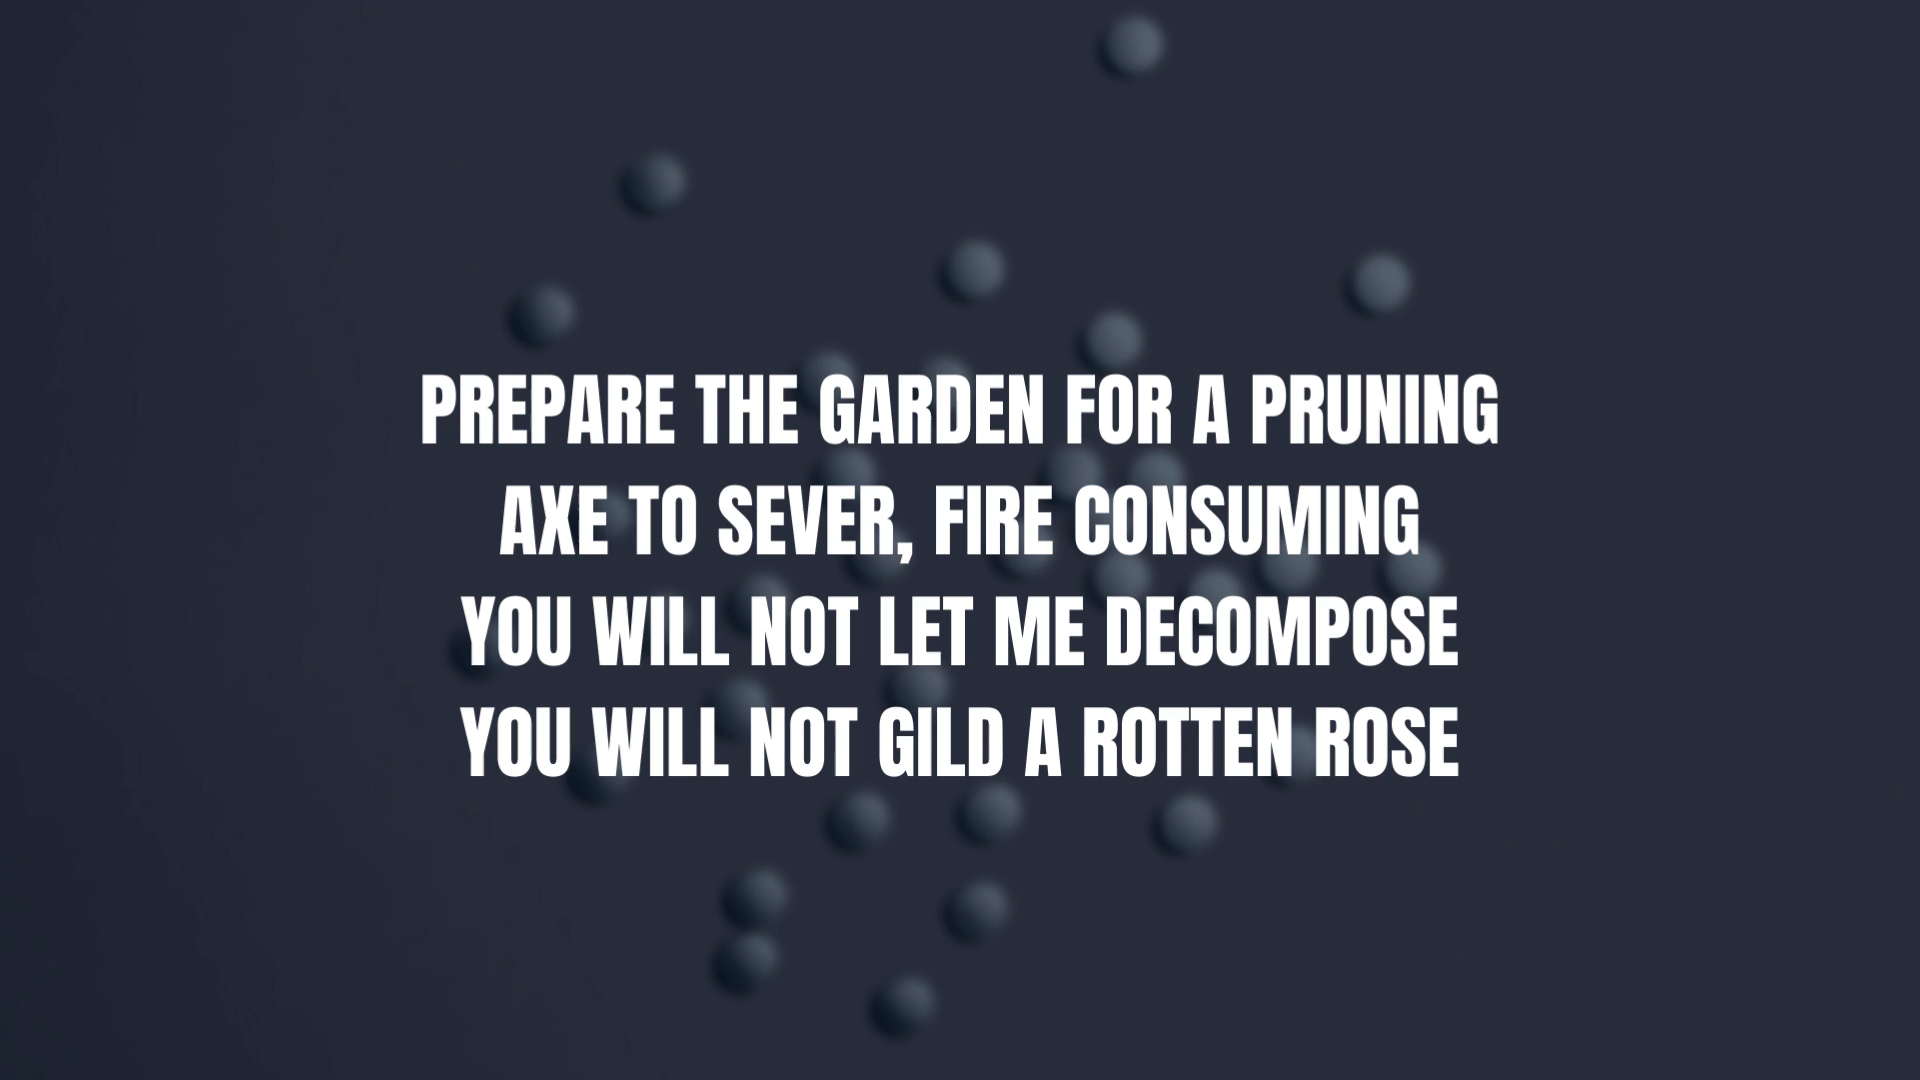 PREPARE THE GARDEN FOR A PRUNING
AXE TO SEVER, FIRE CONSUMING
YOU WILL NOT LET ME DECOMPOSE
YOU WILL NOT GILD A ROTTEN ROSE